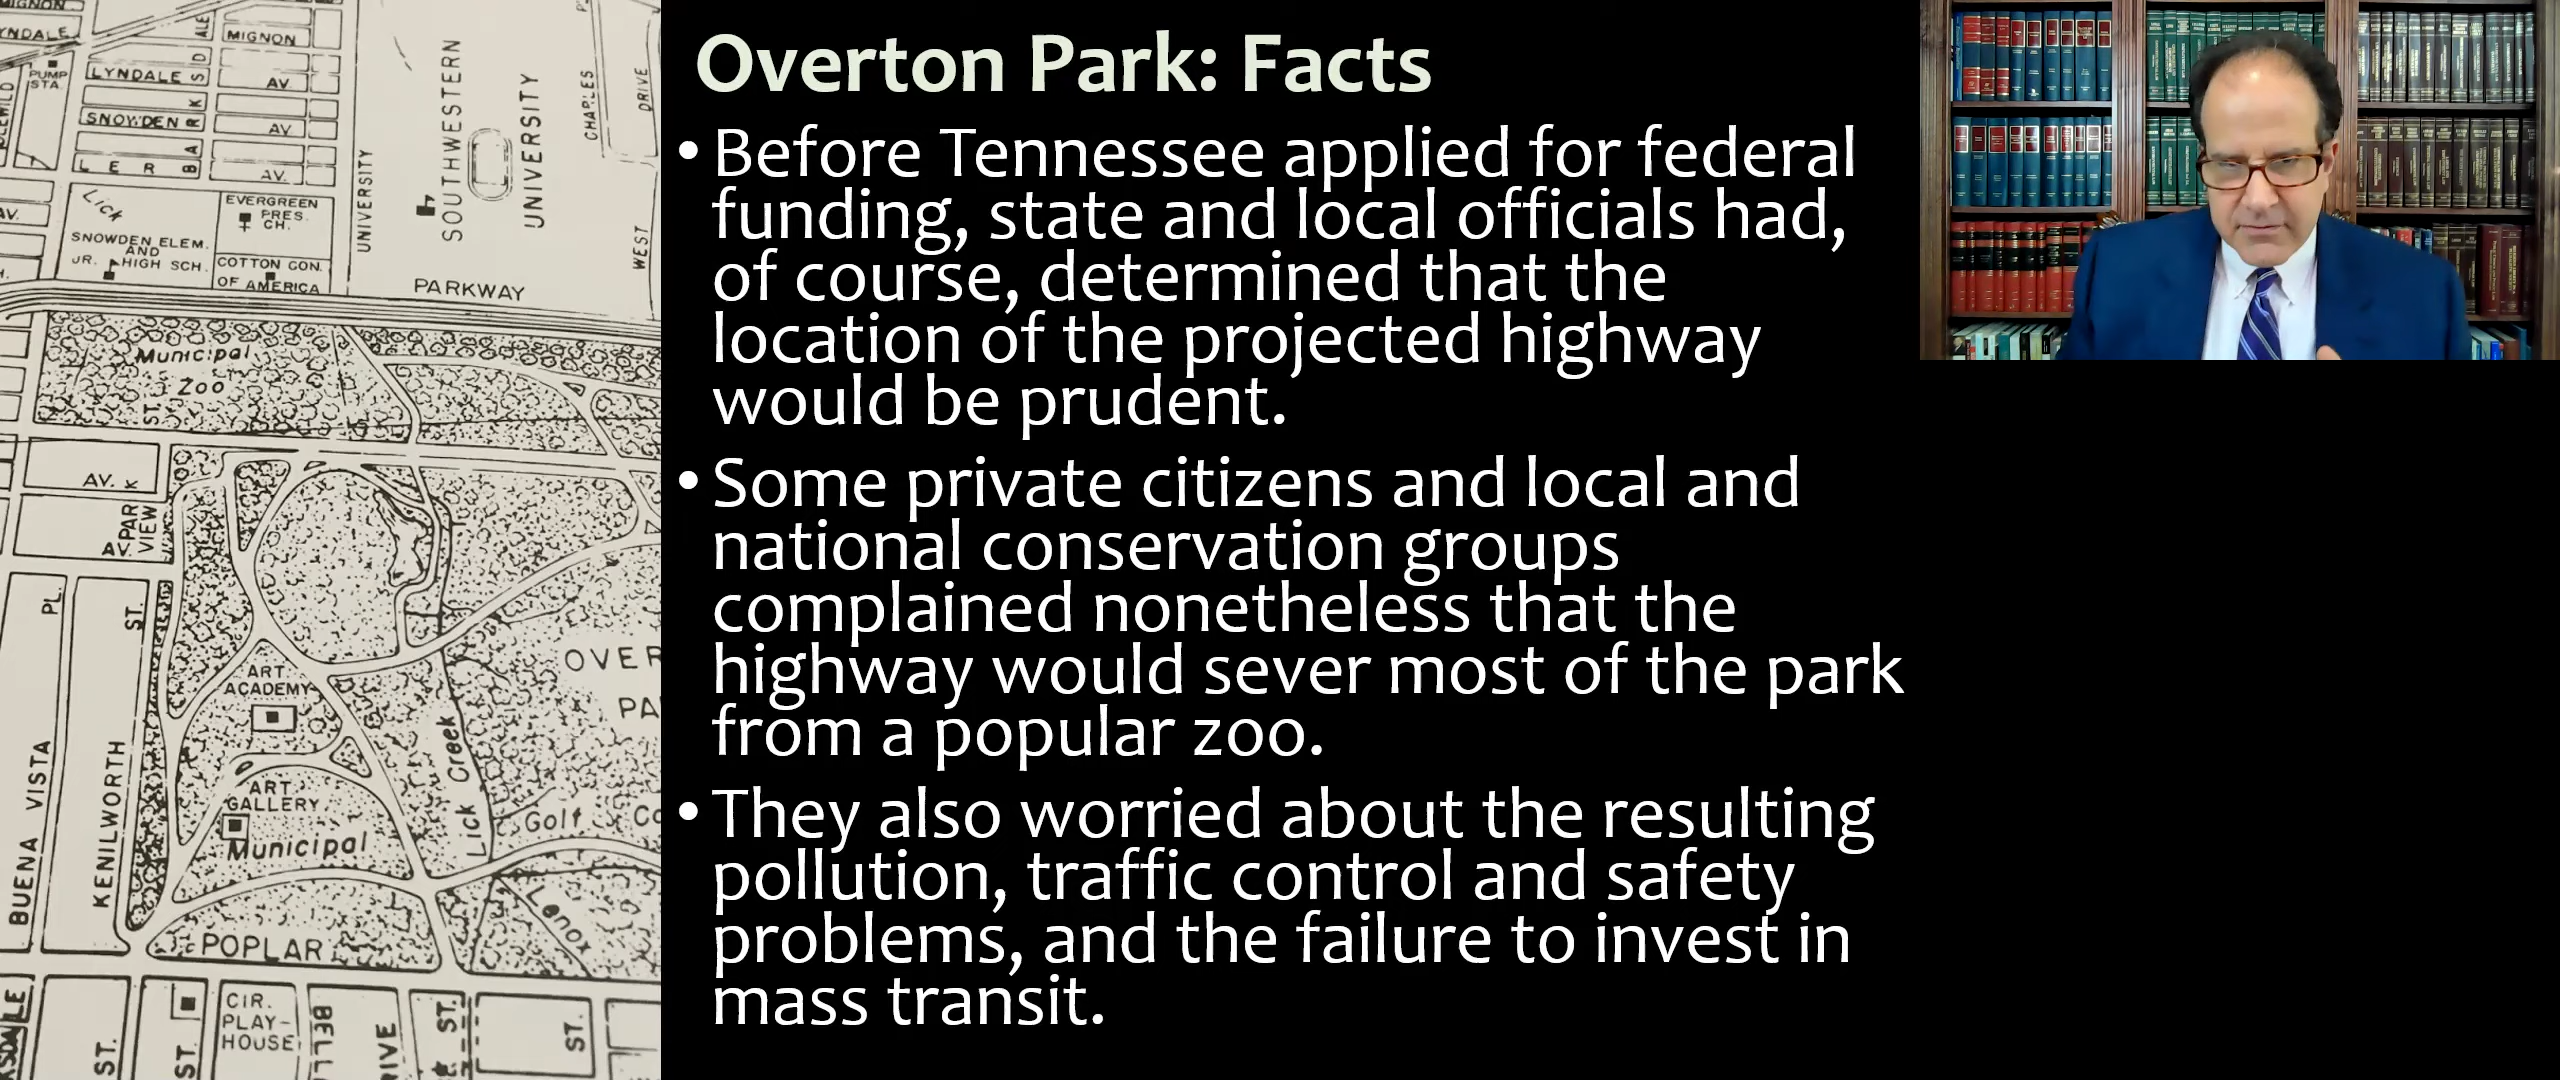 Overton Park: Facts
• Before Tennessee applied for federal
funding, state and local officials had,
of course, determined that the
location of the projected highway
would be prudent.
• Some private citizens and local and
national conservation groups
complained nonetheless that the
highway would sever most of the park
from a popular zoo.
• They also worried about the resulting
pollution, traffic control and safety
problems, and the failure to invest in
mass transit.
MIGNON
PUMP
STA.
LYNDALE
AV.
SNOWDEN
AV.
AV.
AV.
Lick
EVERGREEN
PRES.
CH.
SNOWDEN ELEM.
AND
JR. HIGH SCH.
COTTON CON.
OF AMERICA
UNIVERSITY
SOUTHWESTERN
UNIVERSITY
CHARLES
DRIVE
WEST
PARKWAY
Municipal
Zoo
ST.
AV.
PAR
VIEW
AV.
PL.
ST.
BUENA VISTA
KENILWORTH
ART
ACADEMY
ART
GALLERY
Municipal
Lick Creek
Golf
Lenox
POPLAR
CIR.
PLAY-
HOUSE
ST.
ST.
ST.
ST.